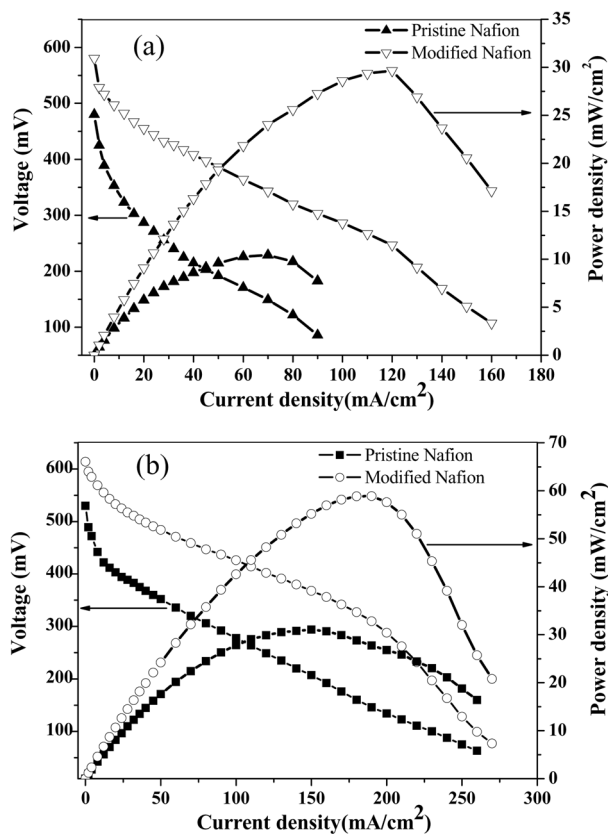 (a)
Pristine Nafion
Modified Nafion
Voltage (mV)
600
500
400
300
200
100
Power density (mW/cm²)
35
30
25
20
15
10
5
0
0 20 40 60 80 100 120 140 160 180
Current density(mA/cm²)
(b)
Pristine Nafion
Modified Nafion
Voltage (mV)
600
500
400
300
200
100
Power density (mW/cm²)
70
60
50
40
30
20
10
0
0 50 100 150 200 250 300
Current density(mA/cm²)